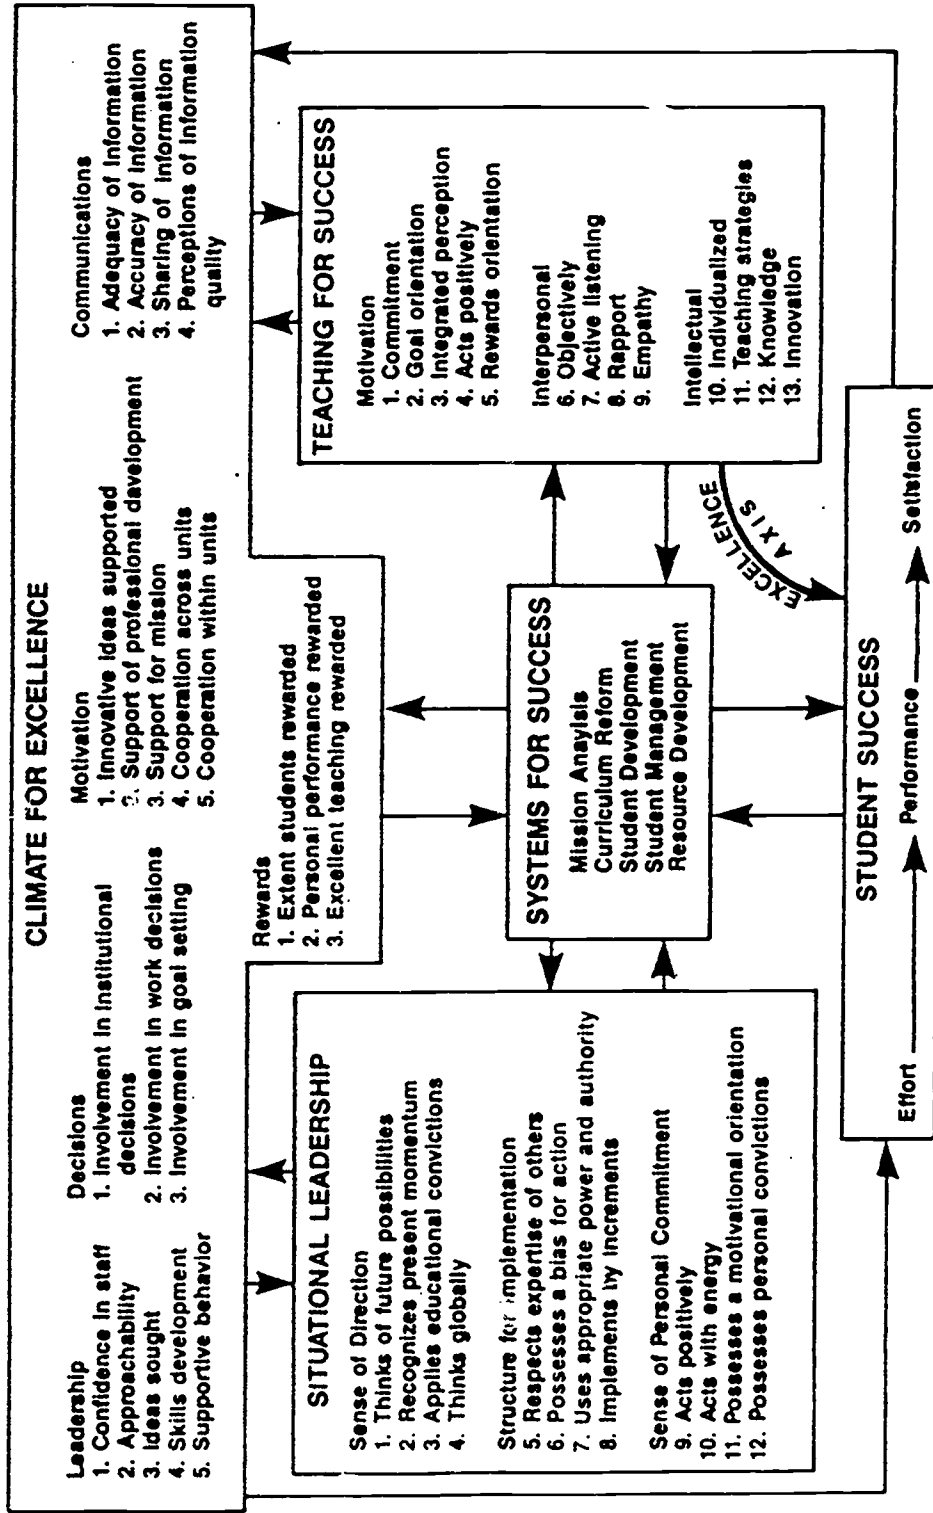 CLIMATE FOR EXCELLENCE
Leadership
1. Confidence in staff
2. Approachability
3. Ideas sought
4. Skills development
5. Supportive behavior
Decisions
1. Involvement in institutional
decisions
2. Involvement in work decisions
3. Involvement in goal setting
Motivation
1. Innovative ideas supported
2. Support of professional davelopment
3. Support for mission
4. Cooperation across units
5. Cooperation within units
Communications
1. Adequacy of Information
2. Accuracy of Information
3. Sharing of Information
4. Perceptions of Information
quality
Rewards
1. Extent students rewarded
2. Personal performance rewarded
3. Excellent teaching rewarded
SITUATIONAL LEADERSHIP
Sense of Direction
1. Thinks of future possibilities
2. Recognizes present momentum
3. Applies educational convictions
4. Thinks globally
Structure for implementation
5. Respects expertise of others
6. Possesses a bias for action
7. Uses appropriate power and authority
8. Implements by increments
Sense of Personal Commitment
9. Acts positively
10. Acts with energy
11. Possesses a motivational orientation
12. Possesses personal convictions
SYSTEMS FOR SUCCESS
Mission Anaylsis
Curriculum Reform
Student Development
Student Management
Resource Development
TEACHING FOR SUCCESS
Motivation
1. Commitment
2. Goal orientation
3. Integrated perception
4. Acts positively
5. Rewards orientation
Interpersonal
6. Objectively
7. Active listening
8. Rapport
9. Empathy
Intellectual
10. Individualized
11. Teaching strategies
12. Knowledge
13. Innovation
EXCELLENCE
AXIS
STUDENT SUCCESS
Effort Performance Satisfaction